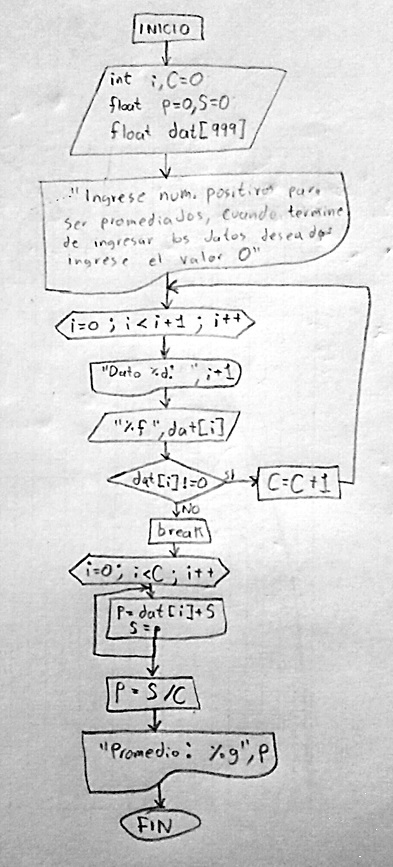 INICIO
int i, C=0
float p=0, S=0
float dat[999]
"Ingrese num. positivos para
ser promediados, cuando termine
de ingresar los datos deseados
ingrese el valor 0"
i=0 ; i<i+1 ; i++
"Dato %d: ", i+1
"%f", dat[i]
dat[i]!=0
SI
C=C+1
NO
break
i=0; i<C; i++
P=dat[i]+S
S=P
P=S/C
"Promedio: %g", P
FIN